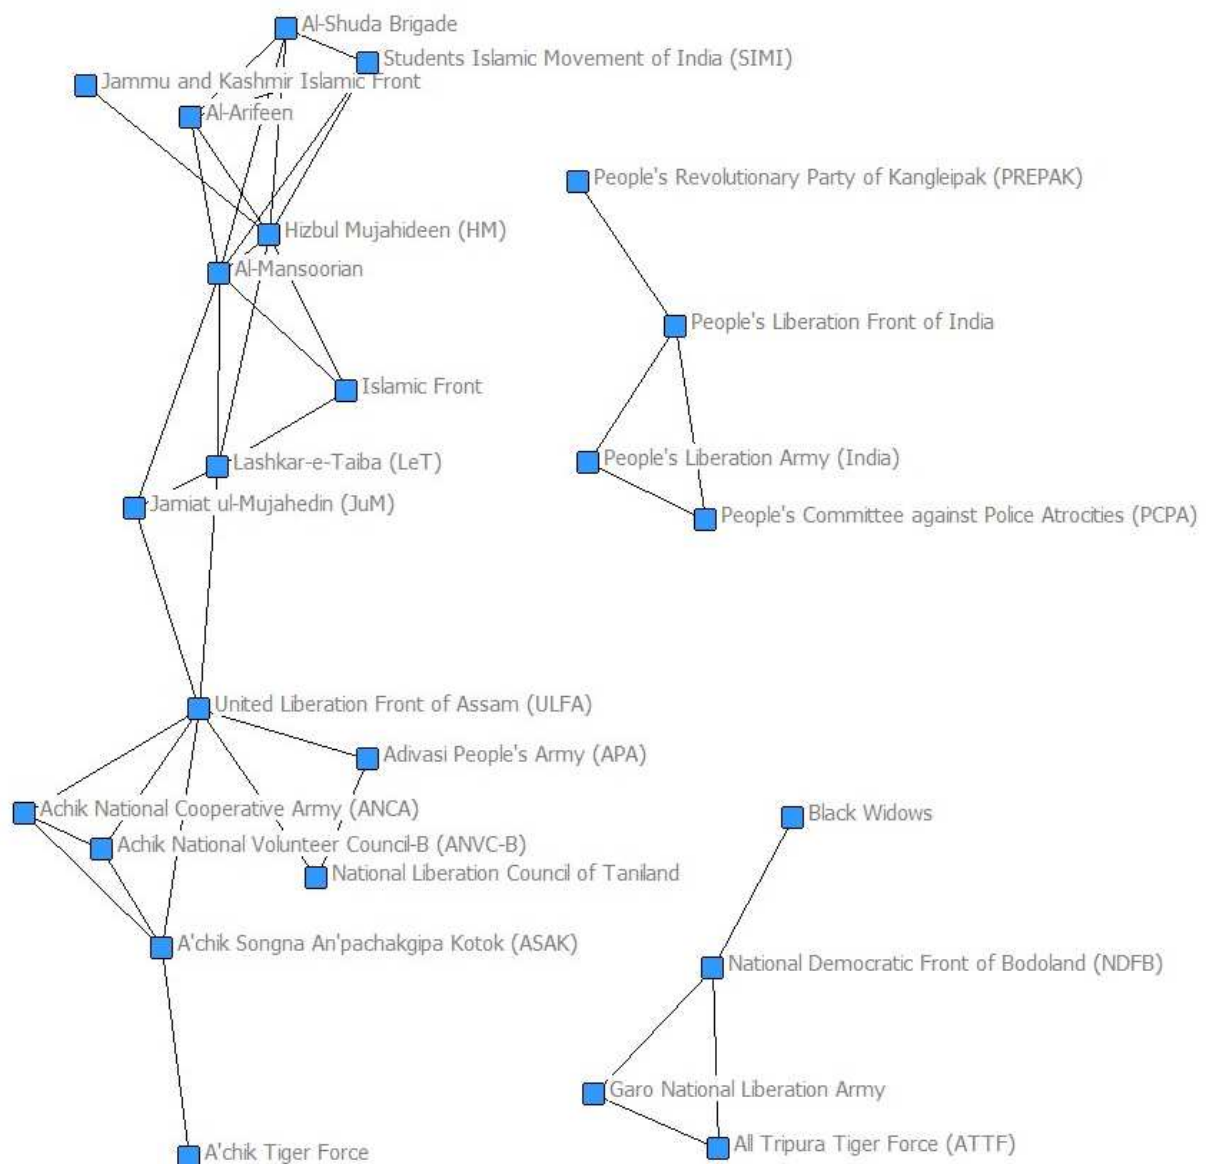 Al-Shuda Brigade
Students Islamic Movement of India (SIMI)
Jammu and Kashmir Islamic Front
Al-Arifeen
People's Revolutionary Party of Kangleipak (PREPAK)
Hizbul Mujahideen (HM)
Al-Mansoorian
People's Liberation Front of India
Islamic Front
Lashkar-e-Taiba (LeT)
People's Liberation Army (India)
Jamiat ul-Mujahedin (JuM)
People's Committee against Police Atrocities (PCPA)
United Liberation Front of Assam (ULFA)
Adivasi People's Army (APA)
Achik National Cooperative Army (ANCA)
Black Widows
Achik National Volunteer Council-B (ANVC-B)
National Liberation Council of Taniland
A'chik Songna An'pachakgipa Kotok (ASAK)
National Democratic Front of Bodoland (NDFB)
Garo National Liberation Army
All Tripura Tiger Force (ATTF)
A'chik Tiger Force